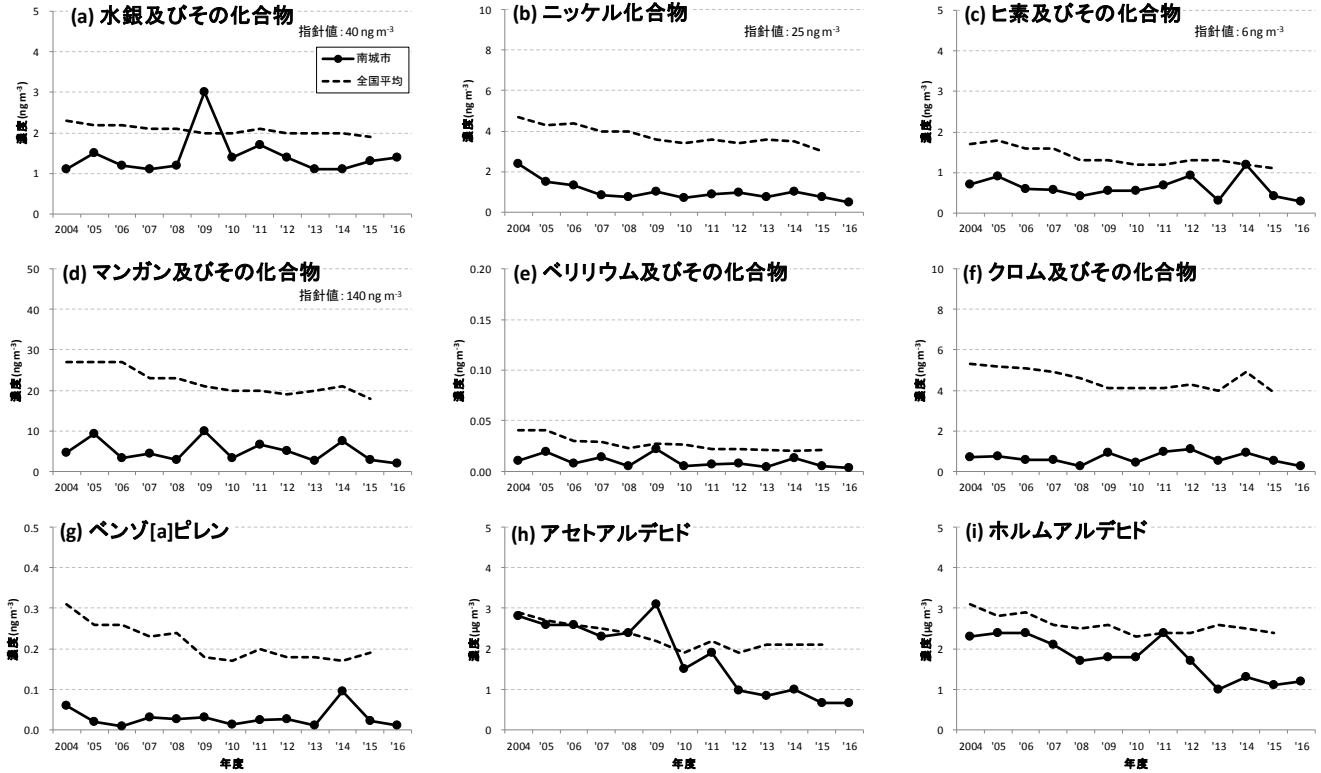 (a) 水銀及びその化合物
指針値：40 ng m⁻³
南城市
全国平均
濃度(ng m⁻³)
5
4
3
2
1
0
2004 '05 '06 '07 '08 '09 '10 '11 '12 '13 '14 '15 '16
(b) ニッケル化合物
指針値：25 ng m⁻³
濃度(ng m⁻³)
10
8
6
4
2
0
2004 '05 '06 '07 '08 '09 '10 '11 '12 '13 '14 '15 '16
(c) ヒ素及びその化合物
指針値：6 ng m⁻³
濃度(ng m⁻³)
5
4
3
2
1
0
2004 '05 '06 '07 '08 '09 '10 '11 '12 '13 '14 '15 '16
(d) マンガン及びその化合物
指針値：140 ng m⁻³
濃度(ng m⁻³)
50
40
30
20
10
0
2004 '05 '06 '07 '08 '09 '10 '11 '12 '13 '14 '15 '16
(e) ベリリウム及びその化合物
濃度(ng m⁻³)
0.20
0.15
0.10
0.05
0.00
2004 '05 '06 '07 '08 '09 '10 '11 '12 '13 '14 '15 '16
(f) クロム及びその化合物
濃度(ng m⁻³)
10
8
6
4
2
0
2004 '05 '06 '07 '08 '09 '10 '11 '12 '13 '14 '15 '16
(g) ベンゾ[a]ピレン
濃度(ng m⁻³)
0.5
0.4
0.3
0.2
0.1
0.0
2004 '05 '06 '07 '08 '09 '10 '11 '12 '13 '14 '15 '16
年度
(h) アセトアルデヒド
濃度(μg m⁻³)
5
4
3
2
1
0
2004 '05 '06 '07 '08 '09 '10 '11 '12 '13 '14 '15 '16
年度
(i) ホルムアルデヒド
濃度(μg m⁻³)
5
4
3
2
1
0
2004 '05 '06 '07 '08 '09 '10 '11 '12 '13 '14 '15 '16
年度